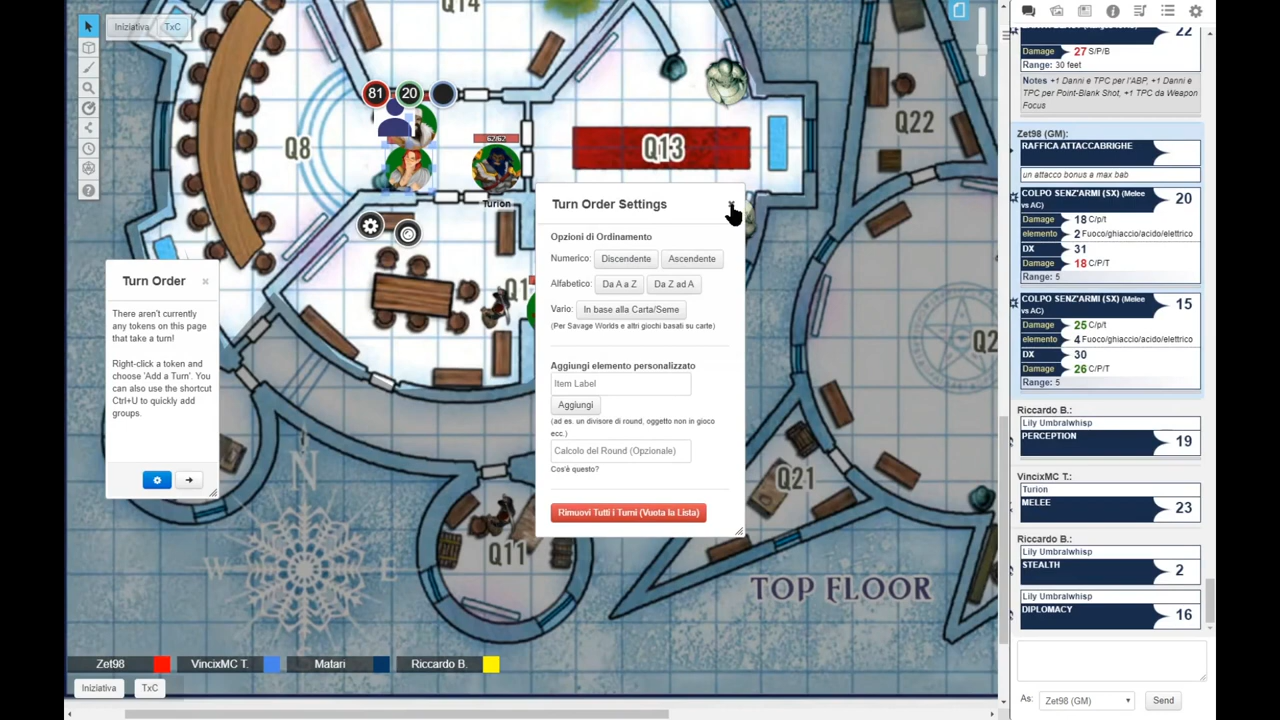 Iniziativa TxC
Q14
81 20
Q8
67/67
Turion
Q13
Q22
Q1
Q2
Q21
Q11
N
W
TOP FLOOR
Turn Order ×
There aren't currently
any tokens on this page
that take a turn!
Right-click a token and
choose 'Add a Turn'. You
can also use the shortcut
Ctrl+U to quickly add
groups.
Turn Order Settings
Opzioni di Ordinamento
Numerico: Discendente Ascendente
Alfabetico: Da A a Z Da Z ad A
Vario: In base alla Carta/Seme
(Per Savage Worlds e altri giochi basati su carte)
Aggiungi elemento personalizzato
Item Label
Aggiungi
(ad es. un divisore di round, oggetto non in gioco
ecc.)
Calcolo del Round (Opzionale)
Cos'è questo?
Rimuovi Tutti i Turni (Vuota la Lista)
Zet98 VincixMC T. Matari Riccardo B.
Iniziativa TxC
22
Damage 27 S/P/B
Range: 30 feet
Notes +1 Danni e TPC per l'ABP, +1 Danni e
TPC per Point-Blank Shot, +1 TPC da Weapon
Focus
Zet98 (GM):
RAFFICA ATTACCABRIGHE
un attacco bonus a max bab
COLPO SENZ'ARMI (SX) (Melee
vs AC) 20
Damage 18 C/p/t
elemento 2 Fuoco/ghiaccio/acido/elettrico
DX 31
Damage 18 C/P/T
Range: 5
COLPO SENZ'ARMI (SX) (Melee
vs AC) 15
Damage 25 C/p/t
elemento 4 Fuoco/ghiaccio/acido/elettrico
DX 30
Damage 26 C/P/T
Range: 5
Riccardo B.:
Lily Umbralwhisp
PERCEPTION 19
VincixMC T.:
Turion
MELEE 23
Riccardo B.:
Lily Umbralwhisp
STEALTH 2
Lily Umbralwhisp
DIPLOMACY 16
As: Zet98 (GM) Send